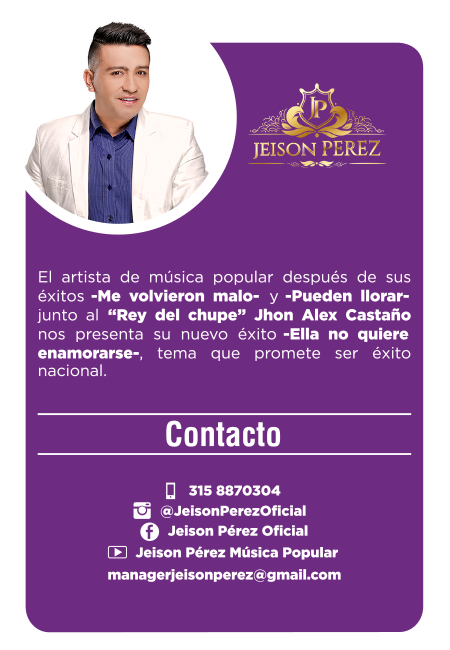 JP
JEISON PEREZ
El artista de música popular después de sus
éxitos -Me volvieron malo- y -Pueden llorar-
junto al “Rey del chupe” Jhon Alex Castaño
nos presenta su nuevo éxito -Ella no quiere
enamorarse-, tema que promete ser éxito
nacional.
Contacto
315 8870304
@JeisonPerezOficial
Jeison Pérez Oficial
Jeison Pérez Música Popular
managerjeisonperez@gmail.com